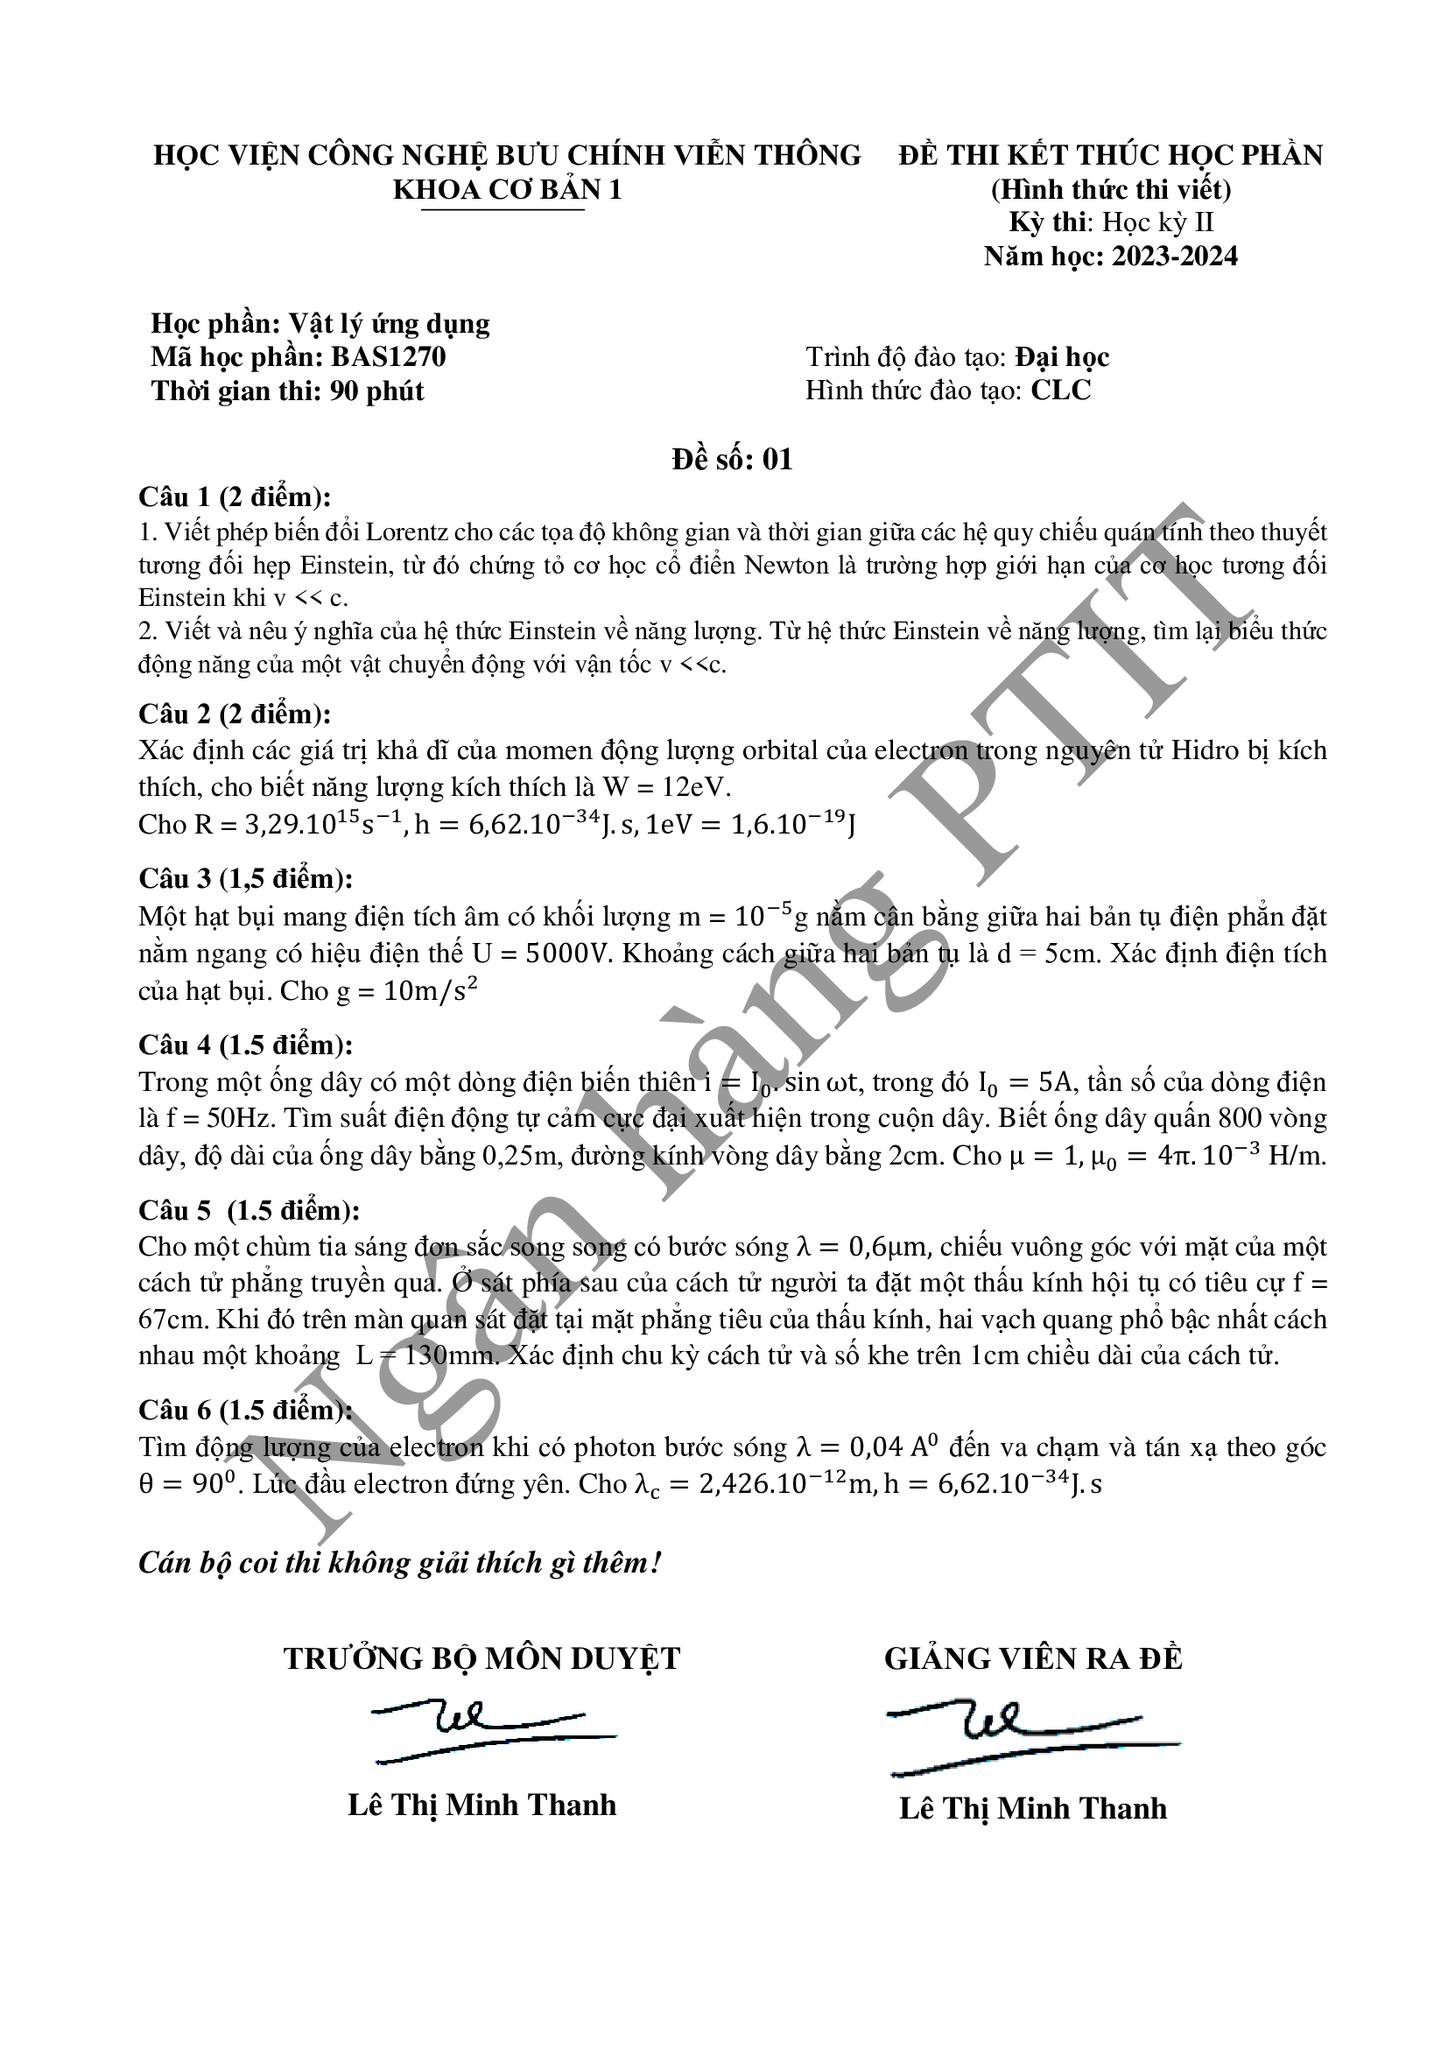 HỌC VIỆN CÔNG NGHỆ BƯU CHÍNH VIỄN THÔNG
KHOA CƠ BẢN 1
ĐỀ THI KẾT THÚC HỌC PHẦN
(Hình thức thi viết)
Kỳ thi: Học kỳ II
Năm học: 2023-2024
Học phần: Vật lý ứng dụng
Mã học phần: BAS1270
Thời gian thi: 90 phút
Trình độ đào tạo: Đại học
Hình thức đào tạo: CLC
Đề số: 01
Câu 1 (2 điểm):
1. Viết phép biến đổi Lorentz cho các tọa độ không gian và thời gian giữa các hệ quy chiếu quán tính theo thuyết
tương đối hẹp Einstein, từ đó chứng tỏ cơ học cổ điển Newton là trường hợp giới hạn của cơ học tương đối
Einstein khi v << c.
2. Viết và nêu ý nghĩa của hệ thức Einstein về năng lượng. Từ hệ thức Einstein về năng lượng, tìm lại biểu thức
động năng của một vật chuyển động với vận tốc v <<c.
Câu 2 (2 điểm):
Xác định các giá trị khả dĩ của momen động lượng orbital của electron trong nguyên tử Hidro bị kích
thích, cho biết năng lượng kích thích là W = 12eV.
Cho R = 3,29.10¹⁵s⁻¹, h = 6,62.10⁻³⁴J. s, 1eV = 1,6.10⁻¹⁹J
Câu 3 (1,5 điểm):
Một hạt bụi mang điện tích âm có khối lượng m = 10⁻⁵g nằm cân bằng giữa hai bản tụ điện phẳn đặt
nằm ngang có hiệu điện thế U = 5000V. Khoảng cách giữa hai bản tụ là d = 5cm. Xác định điện tích
của hạt bụi. Cho g = 10m/s²
Câu 4 (1.5 điểm):
Trong một ống dây có một dòng điện biến thiên i = I₀. sin ωt, trong đó I₀ = 5A, tần số của dòng điện
là f = 50Hz. Tìm suất điện động tự cảm cực đại xuất hiện trong cuộn dây. Biết ống dây quấn 800 vòng
dây, độ dài của ống dây bằng 0,25m, đường kính vòng dây bằng 2cm. Cho μ = 1, μ₀ = 4π. 10⁻³ H/m.
Câu 5 (1.5 điểm):
Cho một chùm tia sáng đơn sắc song song có bước sóng λ = 0,6μm, chiếu vuông góc với mặt của một
cách tử phẳng truyền qua. Ở sát phía sau của cách tử người ta đặt một thấu kính hội tụ có tiêu cự f =
67cm. Khi đó trên màn quan sát đặt tại mặt phẳng tiêu của thấu kính, hai vạch quang phổ bậc nhất cách
nhau một khoảng L = 130mm. Xác định chu kỳ cách tử và số khe trên 1cm chiều dài của cách tử.
Câu 6 (1.5 điểm):
Tìm động lượng của electron khi có photon bước sóng λ = 0,04 A⁰ đến va chạm và tán xạ theo góc
θ = 90⁰. Lúc đầu electron đứng yên. Cho λ_c = 2,426.10⁻¹²m, h = 6,62.10⁻³⁴J. s
Cán bộ coi thi không giải thích gì thêm!
TRƯỞNG BỘ MÔN DUYỆT
Lê Thị Minh Thanh
GIẢNG VIÊN RA ĐỀ
Lê Thị Minh Thanh
Ngân hàng PTIT